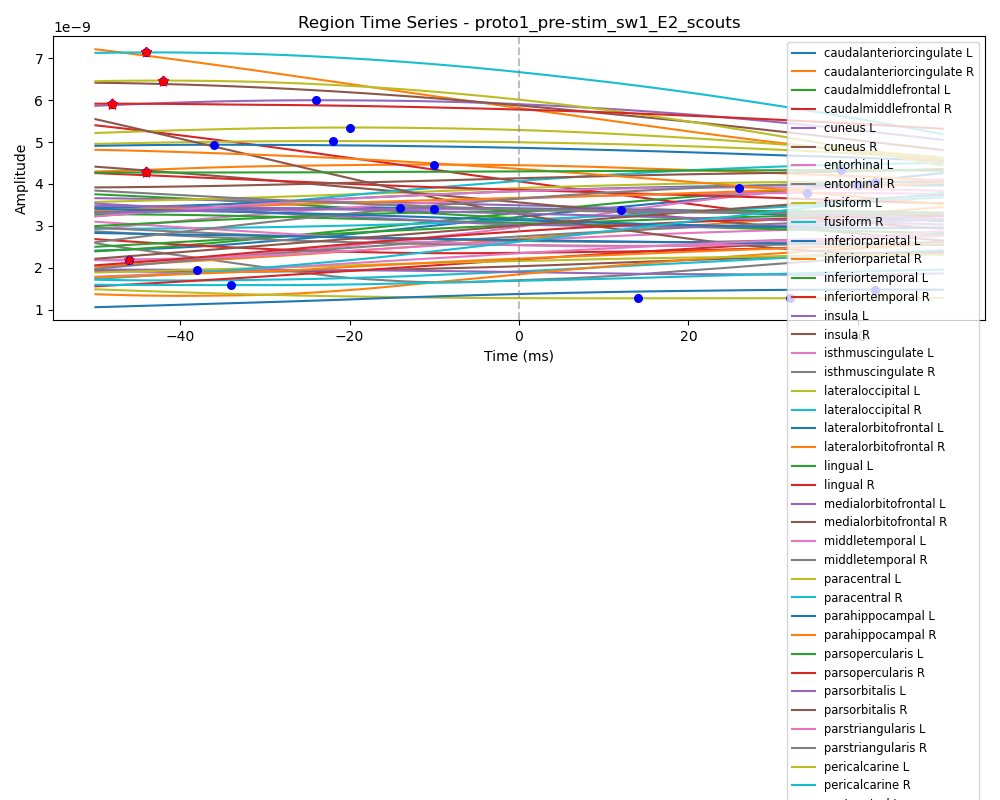 Region Time Series - proto1_pre-stim_sw1_E2_scouts
1e−9
7
6
5
4
3
2
1
Amplitude
−40
−20
0
20
Time (ms)
caudalanteriorcingulate L
caudalanteriorcingulate R
caudalmiddlefrontal L
caudalmiddlefrontal R
cuneus L
cuneus R
entorhinal L
entorhinal R
fusiform L
fusiform R
inferiorparietal L
inferiorparietal R
inferiortemporal L
inferiortemporal R
insula L
insula R
isthmuscingulate L
isthmuscingulate R
lateraloccipital L
lateraloccipital R
lateralorbitofrontal L
lateralorbitofrontal R
lingual L
lingual R
medialorbitofrontal L
medialorbitofrontal R
middletemporal L
middletemporal R
paracentral L
paracentral R
parahippocampal L
parahippocampal R
parsopercularis L
parsopercularis R
parsorbitalis L
parsorbitalis R
parstriangularis L
parstriangularis R
pericalcarine L
pericalcarine R